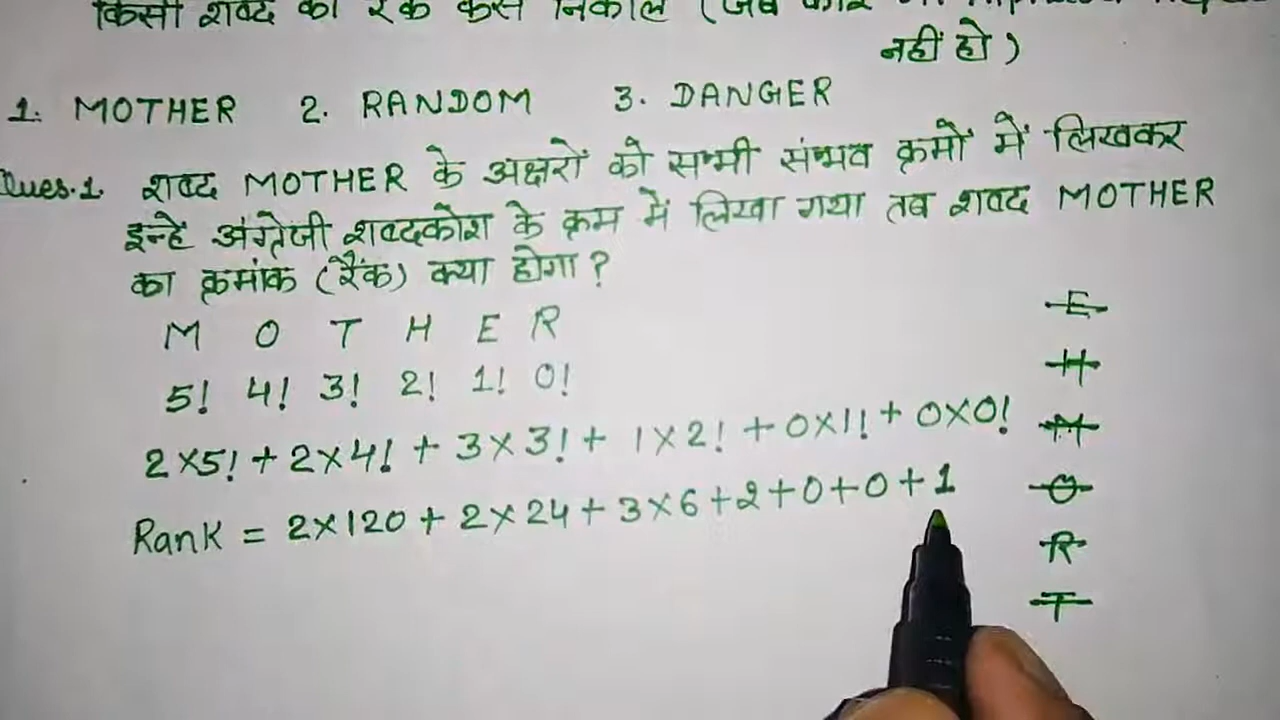 किसी शब्द का रैंक कैसे निकालें (जब कोई
नहीं हो)
1. MOTHER 2. RANDOM 3. DANGER
Ques.1. शब्द MOTHER के अक्षरों को सभी संभव क्रमों में लिखकर
इन्हें अंग्रेजी शब्दकोश के क्रम में लिखा गया तब शब्द MOTHER
का क्रमांक (रैंक) क्या होगा?
M O T H E R
5! 4! 3! 2! 1! 0!
2×5! + 2×4! + 3×3! + 1×2! + 0×1! + 0×0!
Rank = 2×120 + 2×24 + 3×6 + 2 + 0 + 0 + 1
E
H
M
O
R
T